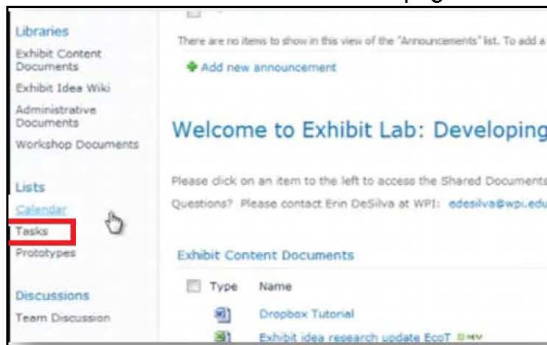 Libraries
Exhibit Content
Documents
Exhibit Idea Wiki
Administrative
Documents
Workshop Documents
Lists
Calendar
Tasks
Prototypes
Discussions
Team Discussion
There are no items to show in this view of the "Announcements" list. To add a
Add new announcement
Welcome to Exhibit Lab: Developing
Please click on an item to the left to access the Shared Documents
Questions? Please contact Erin DeSilva at WPI: edesilva@wpi.edu
Exhibit Content Documents
Type Name
Dropbox Tutorial
Exhibit idea research update EcoT NEW